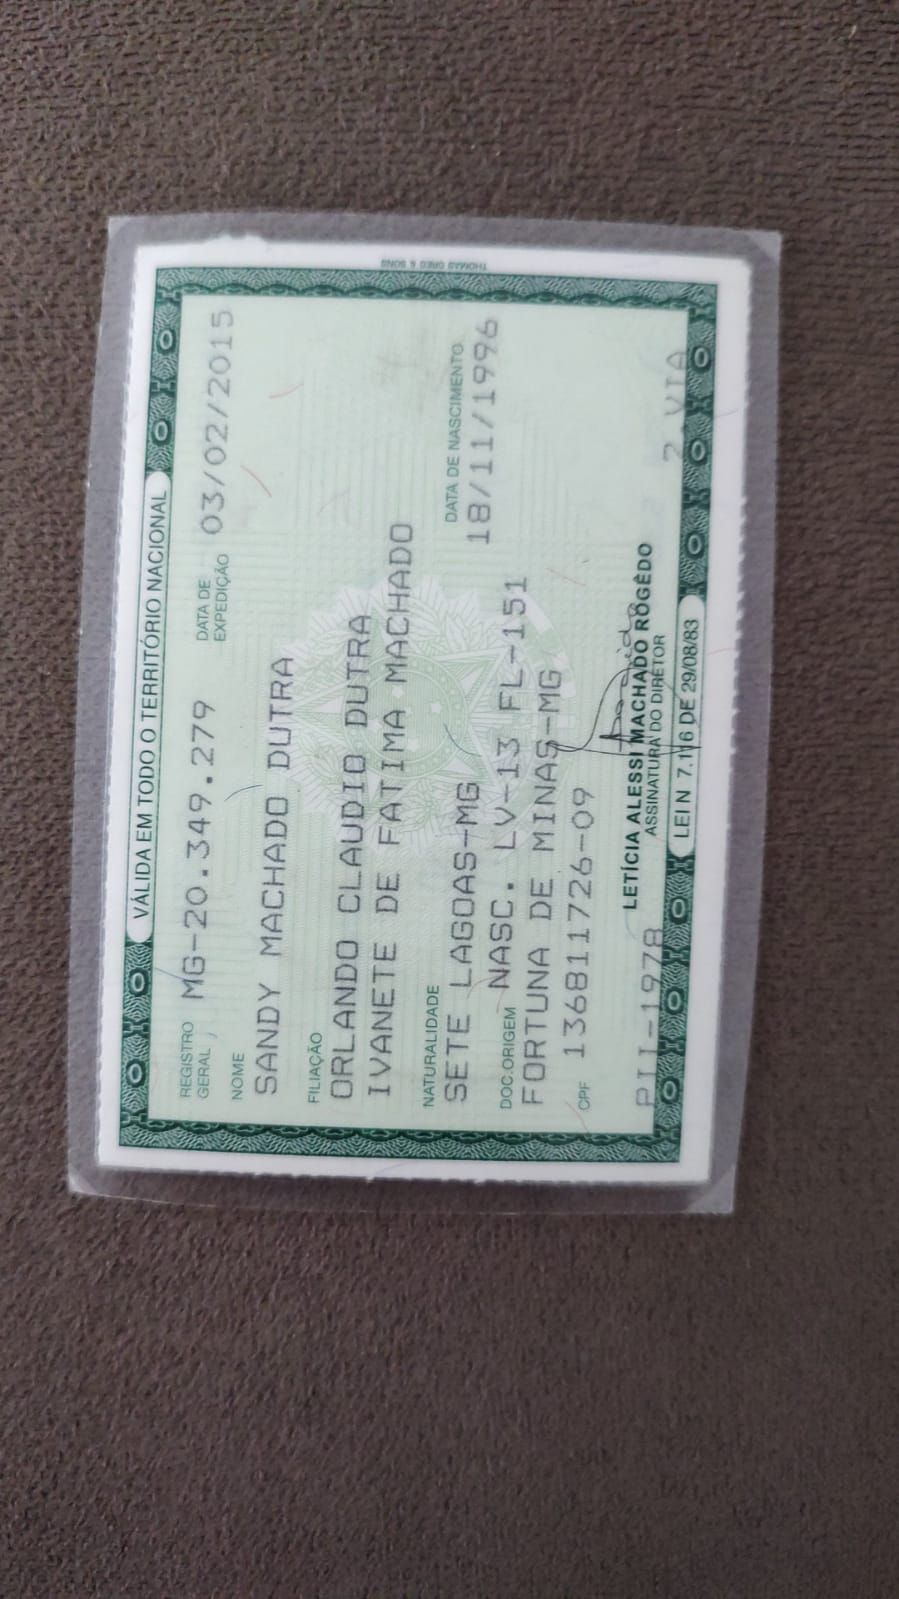 VÁLIDA EM TODO O TERRITÓRIO NACIONAL
REGISTRO GERAL MG-20.349.279 DATA DE EXPEDIÇÃO 03/02/2015
NOME
SANDY MACHADO DUTRA
FILIAÇÃO
ORLANDO CLAUDIO DUTRA
IVANETE DE FATIMA MACHADO
NATURALIDADE DATA DE NASCIMENTO
SETE LAGOAS-MG 18/11/1996
DOC.ORIGEM NASC. LV-13 FL-151
FORTUNA DE MINAS-MG
CPF 136811726-09
LETÍCIA ALESSI MACHADO ROGÊDO
PII-1978 ASSINATURA DO DIRETOR 2 VIA
LEI N 7.116 DE 29/08/83
THOMAS GREG & SONS